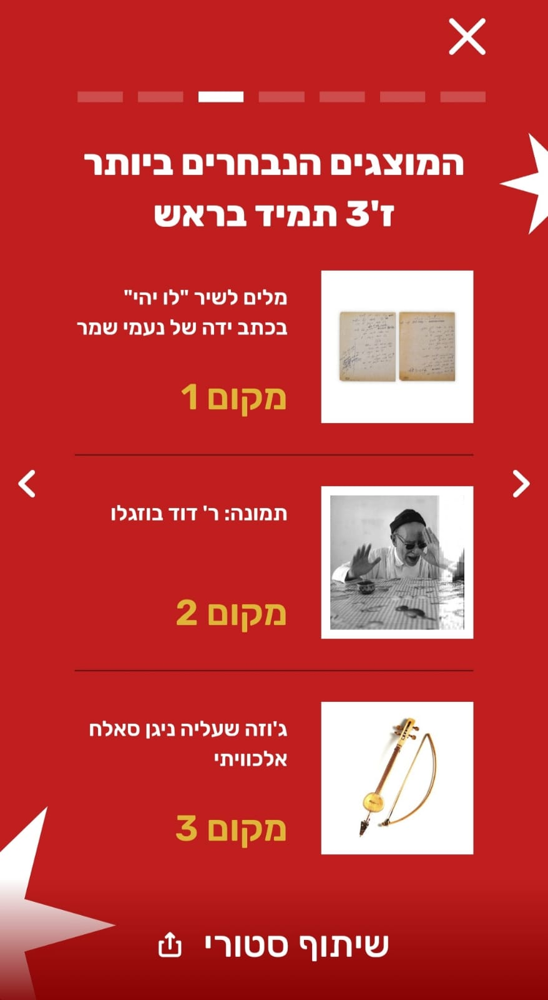 המוצגים הנבחרים ביותר
ז'3 תמיד בראש
מלים לשיר "לו יהי"
בכתב ידה של נעמי שמר
מקום 1
תמונה: ר' דוד בוזגלו
מקום 2
ג'וזה שעליה ניגן סאלח
אלכוויתי
מקום 3
שיתוף סטורי